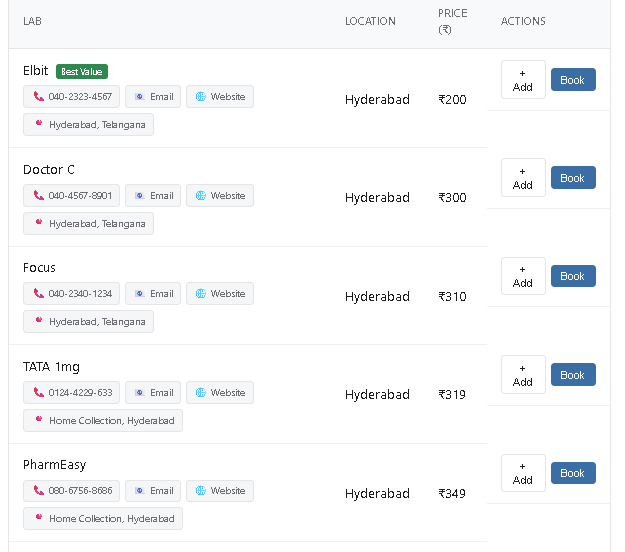 LAB LOCATION PRICE (₹) ACTIONS
Elbit Best Value
040-2323-4567 Email Website
Hyderabad, Telangana
Hyderabad ₹200 + Add Book
Doctor C
040-4567-8901 Email Website
Hyderabad, Telangana
Hyderabad ₹300 + Add Book
Focus
040-2340-1234 Email Website
Hyderabad, Telangana
Hyderabad ₹310 + Add Book
TATA 1mg
0124-4229-633 Email Website
Home Collection, Hyderabad
Hyderabad ₹319 + Add Book
PharmEasy
080-6756-8686 Email Website
Home Collection, Hyderabad
Hyderabad ₹349 + Add Book